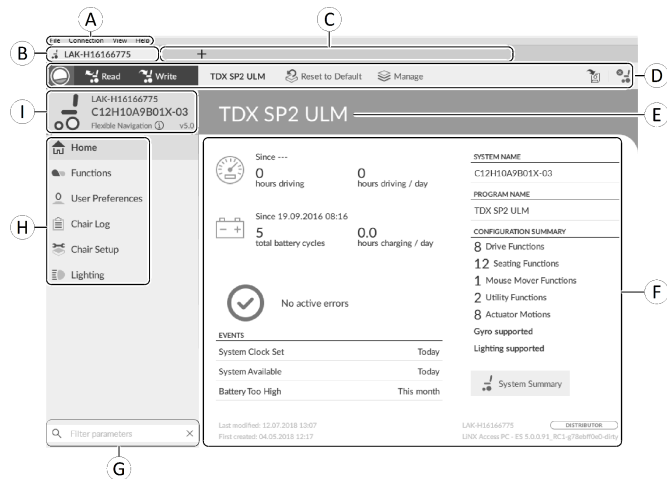 A
C
File Connection View Help
B
LAK-H16166775
+
Read
Write
TDX SP2 ULM
Reset to Default
Manage
D
I
LAK-H16166775
C12H10A9B01X-03
Flexible Navigation v5.0
TDX SP2 ULM
E
Home
Functions
User Preferences
Chair Log
Chair Setup
Lighting
H
Since ---
0
hours driving
0
hours driving / day
Since 19.09.2016 08:16
5
total battery cycles
0.0
hours charging / day
No active errors
EVENTS
System Clock Set Today
System Available Today
Battery Too High This month
SYSTEM NAME
C12H10A9B01X-03
PROGRAM NAME
TDX SP2 ULM
CONFIGURATION SUMMARY
8 Drive Functions
12 Seating Functions
1 Mouse Mover Functions
2 Utility Functions
8 Actuator Motions
Gyro supported
Lighting supported
System Summary
F
Filter parameters
G
Last modified: 12.07.2018 13:07
First created: 04.05.2018 12:17
LAK-H16166775 DISTRIBUTOR
LiNX Access PC - ES 5.0.0.91_RC1-g78ebff0e0-dirty